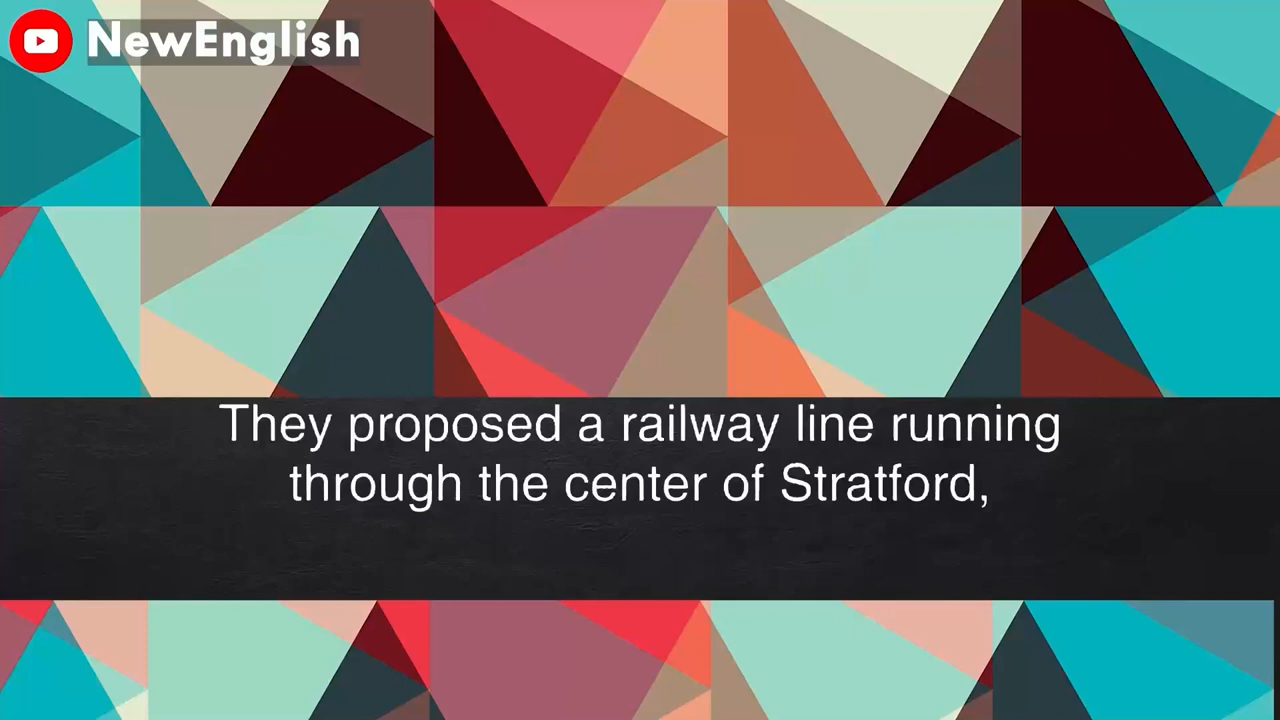 NewEnglish
They proposed a railway line running
through the center of Stratford,